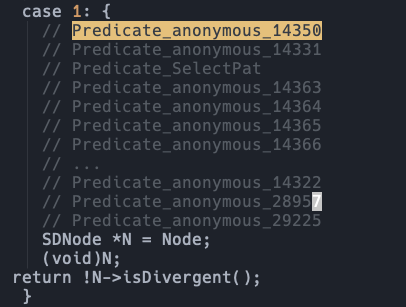 case 1: {
// Predicate_anonymous_14350
// Predicate_anonymous_14331
// Predicate_SelectPat
// Predicate_anonymous_14363
// Predicate_anonymous_14364
// Predicate_anonymous_14365
// Predicate_anonymous_14366
// ...
// Predicate_anonymous_14322
// Predicate_anonymous_28957
// Predicate_anonymous_29225
SDNode *N = Node;
(void)N;
return !N->isDivergent();
}